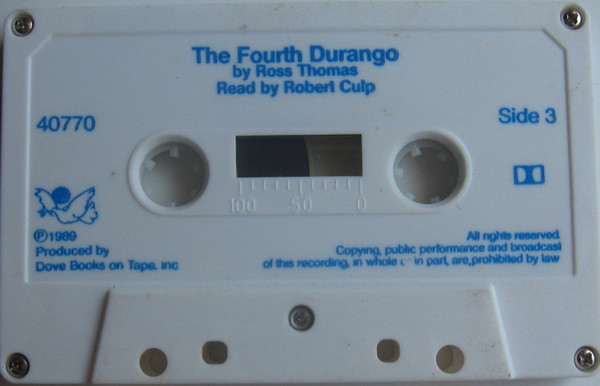 The Fourth Durango
by Ross Thomas
Read by Robert Culp
40770
Side 3
100 50 0
℗1989
Produced by
Dove Books on Tape, Inc
All rights reserved.
Copying, public performance and broadcast
of this recording, in whole or in part, are prohibited by law